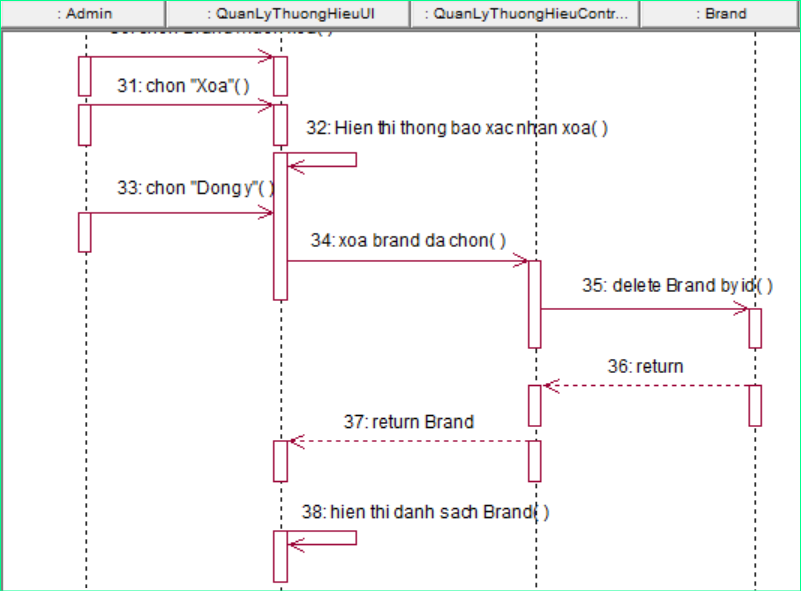 : Admin
: QuanLyThuongHieuUI
: QuanLyThuongHieuContr...
: Brand
31: chon "Xoa"( )
32: Hien thi thong bao xac nhan xoa( )
33: chon "Dong y"( )
34: xoa brand da chon( )
35: delete Brand by id( )
36: return
37: return Brand
38: hien thi danh sach Brand( )